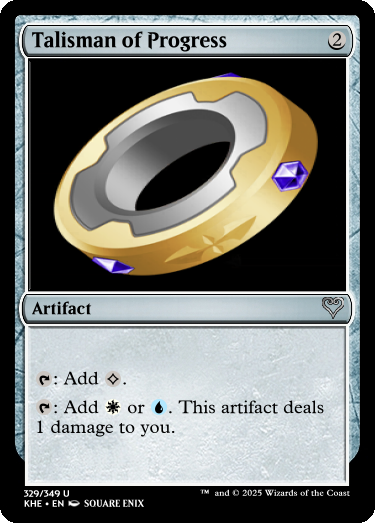 Talisman of Progress 2
Artifact
: Add .
: Add or . This artifact deals
1 damage to you.
329/349 U ™ and © 2025 Wizards of the Coast
KHE • EN SQUARE ENIX